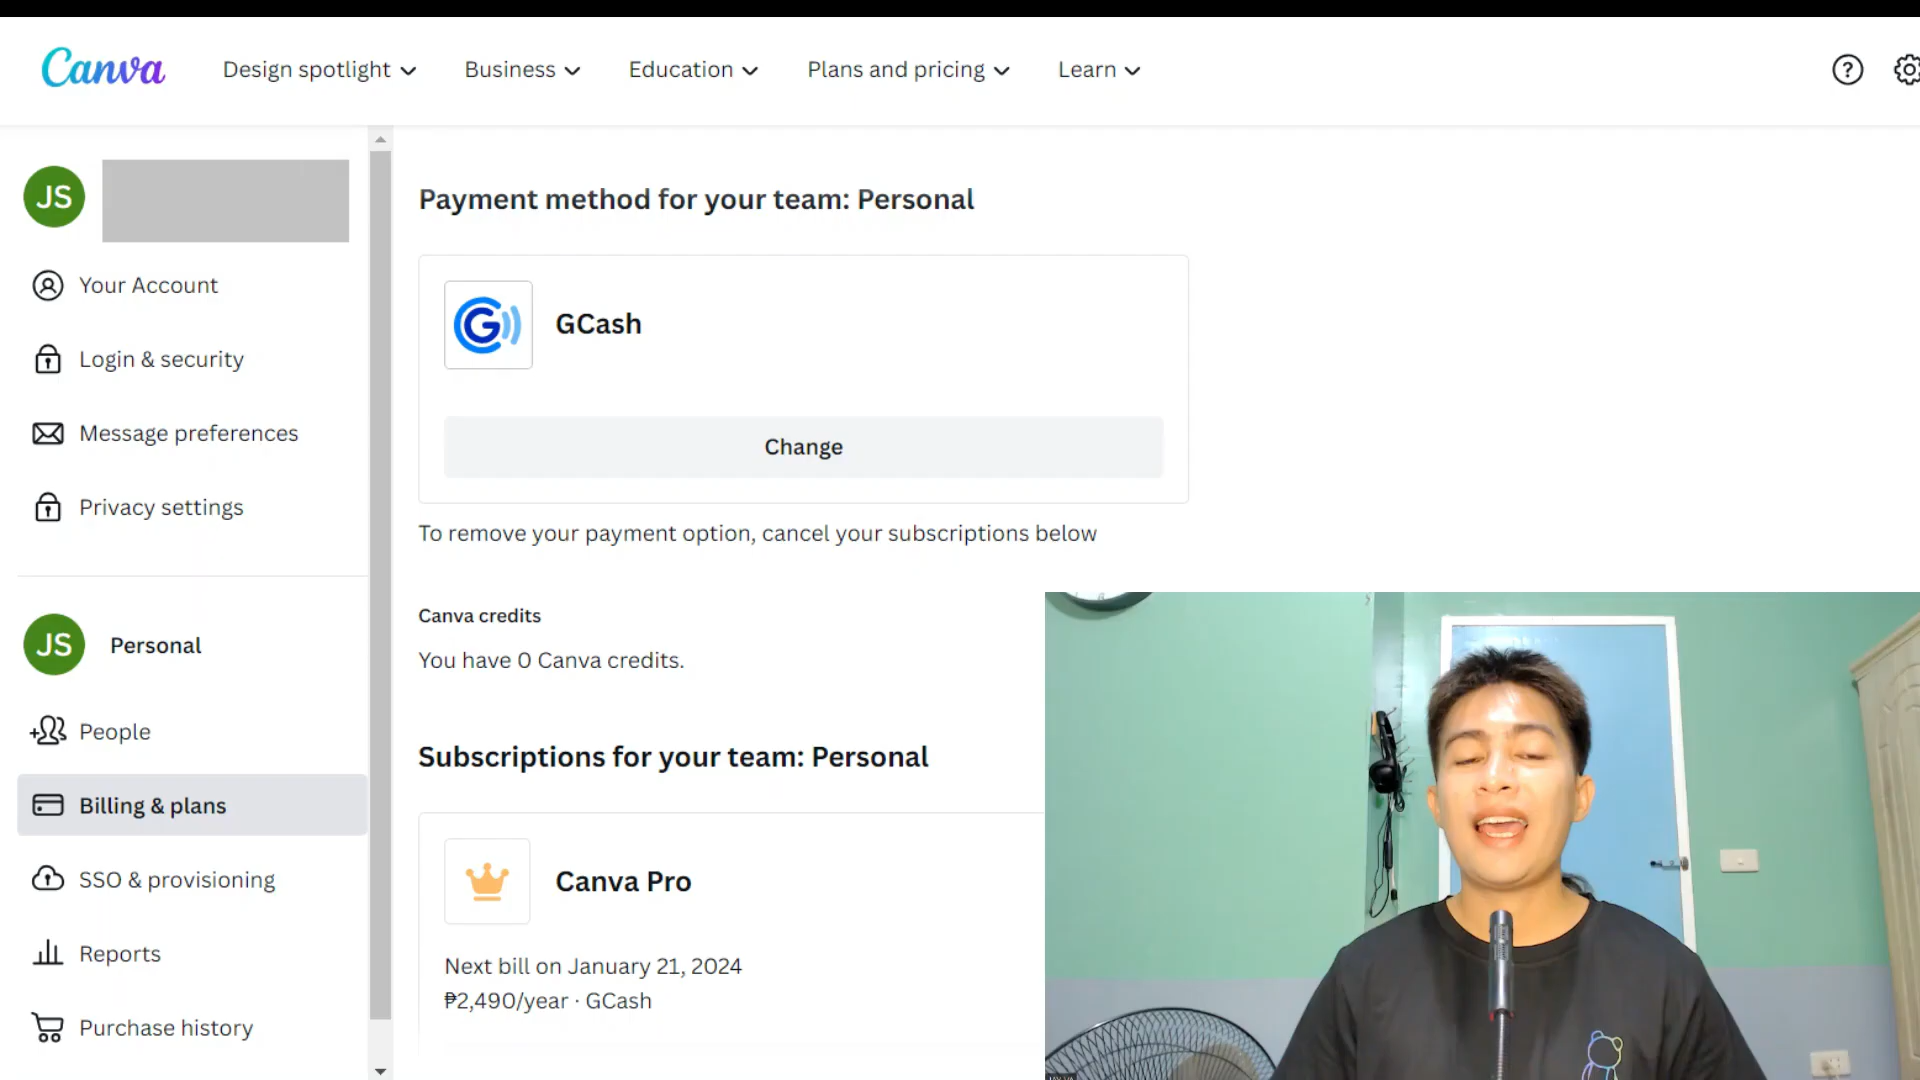 Canva
Design spotlight
Business
Education
Plans and pricing
Learn
JS
Your Account
Login & security
Message preferences
Privacy settings
JS
Personal
People
Billing & plans
SSO & provisioning
Reports
Purchase history
Payment method for your team: Personal
GCash
Change
To remove your payment option, cancel your subscriptions below
Canva credits
You have 0 Canva credits.
Subscriptions for your team: Personal
Canva Pro
Next bill on January 21, 2024
₱2,490/year · GCash